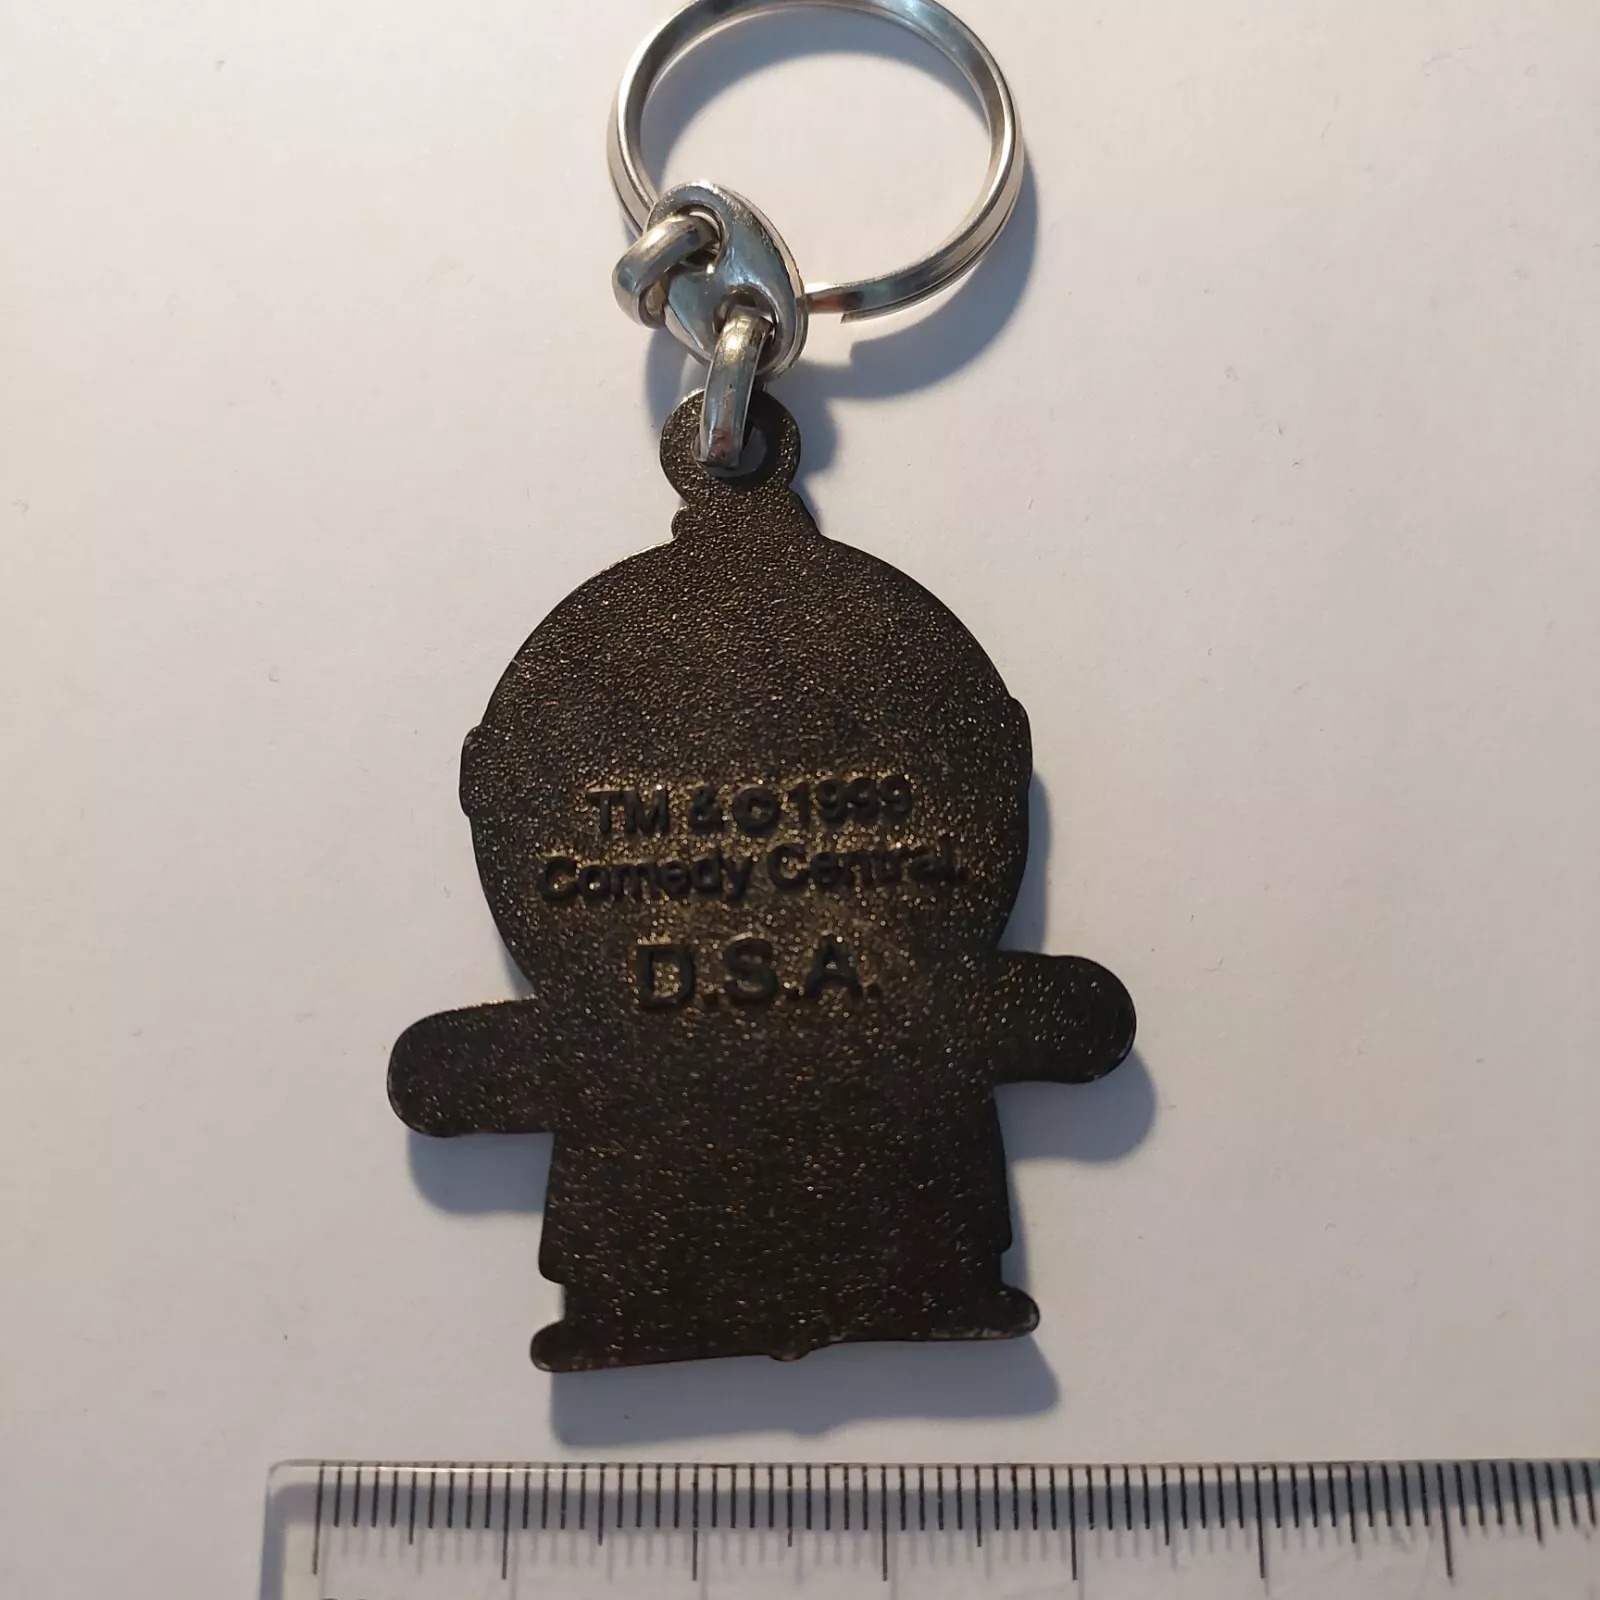 TM & © 1999
Comedy Central.
D.S.A.